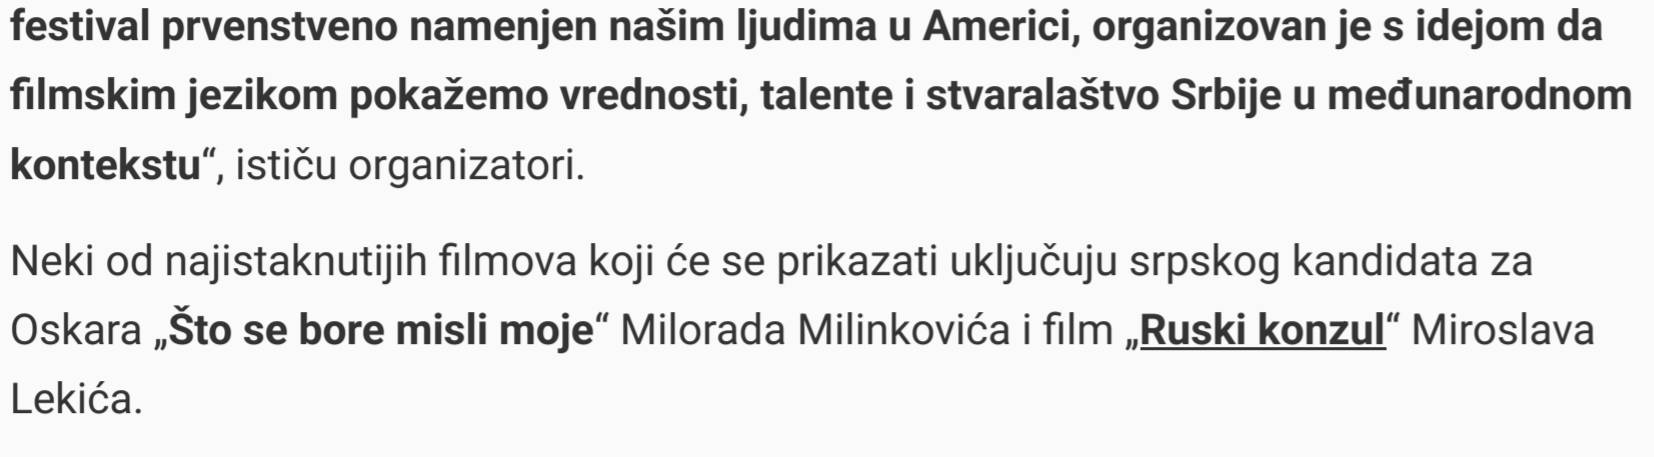 festival prvenstveno namenjen našim ljudima u Americi, organizovan je s idejom da
filmskim jezikom pokažemo vrednosti, talente i stvaralaštvo Srbije u međunarodnom
kontekstu“, ističu organizatori.
Neki od najistaknutijih filmova koji će se prikazati uključuju srpskog kandidata za
Oskara „Što se bore misli moje“ Milorada Milinkovića i film „Ruski konzul“ Miroslava
Lekića.